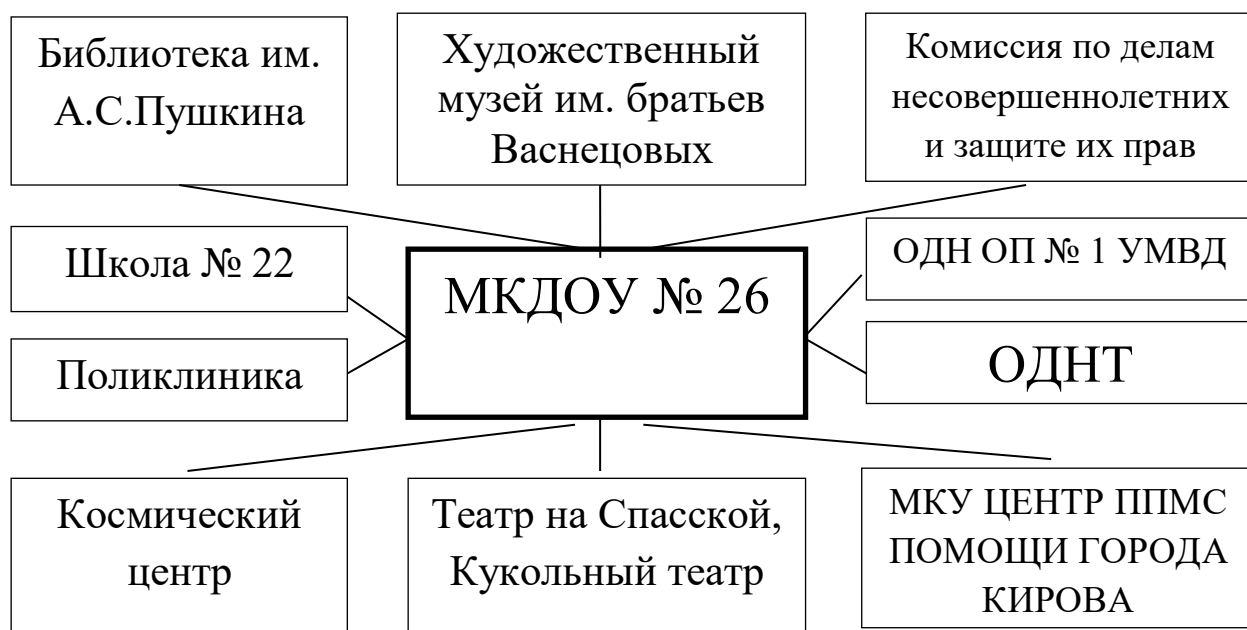 Библиотека им.
А.С.Пушкина
Художественный
музей им. братьев
Васнецовых
Комиссия по делам
несовершеннолетних
и защите их прав
Школа № 22
МКДОУ № 26
ОДН ОП № 1 УМВД
Поликлиника
ОДНТ
Космический
центр
Театр на Спасской,
Кукольный театр
МКУ ЦЕНТР ППМС
ПОМОЩИ ГОРОДА
КИРОВА